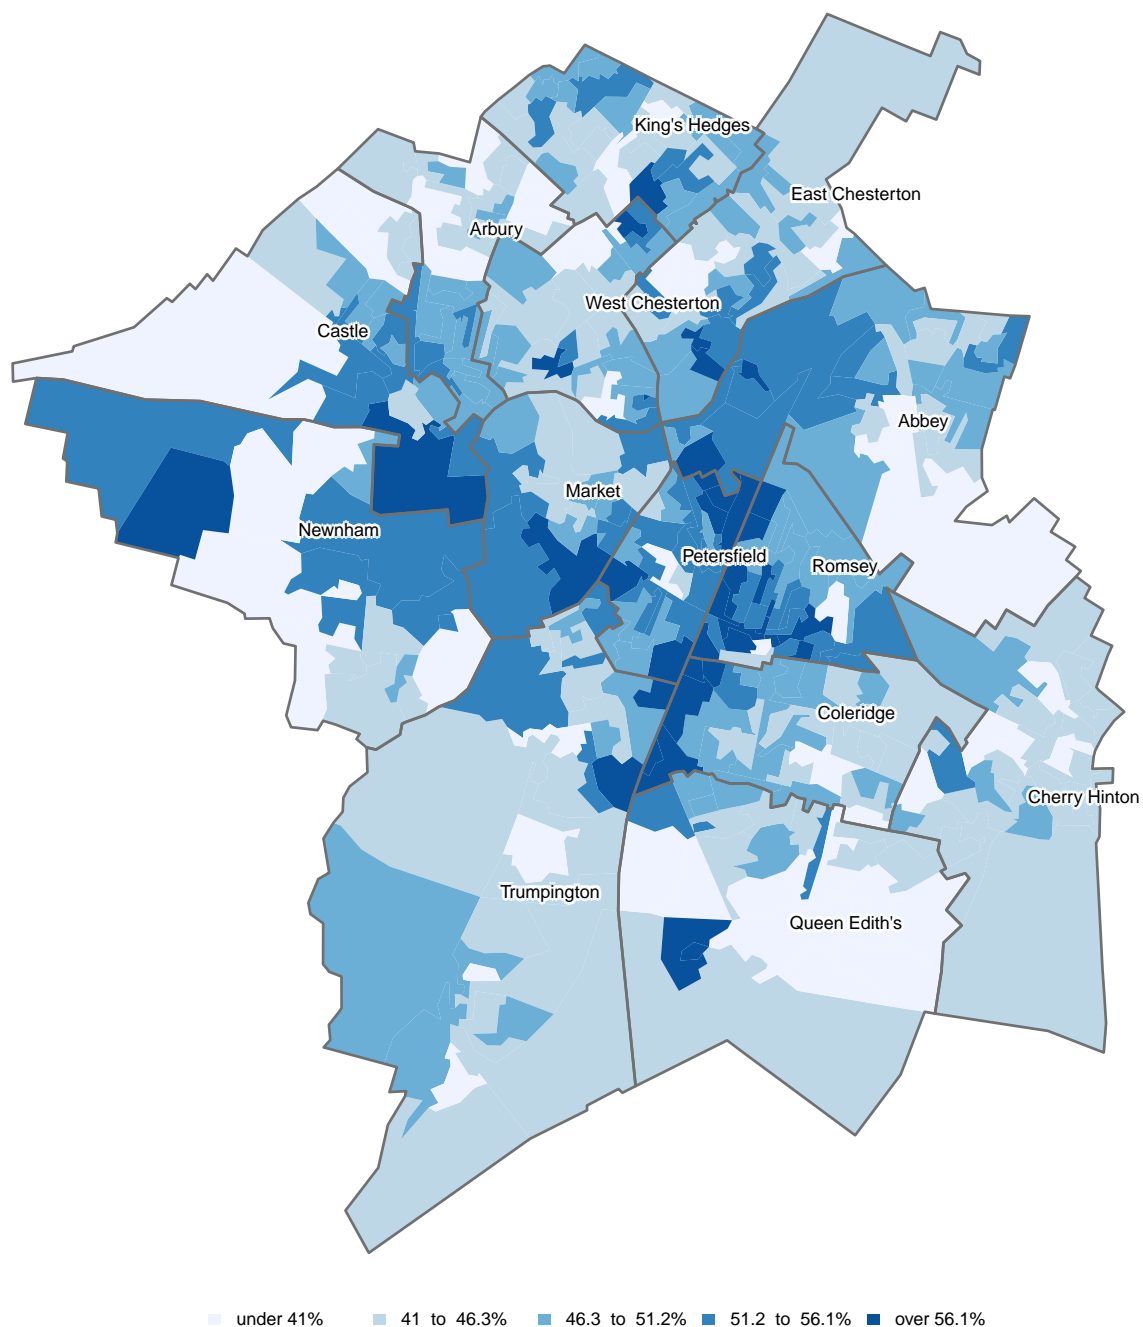 King's Hedges
East Chesterton
Arbury
West Chesterton
Castle
Abbey
Market
Newnham
Petersfield
Romsey
Coleridge
Cherry Hinton
Trumpington
Queen Edith's
under 41%
41 to 46.3%
46.3 to 51.2%
51.2 to 56.1%
over 56.1%